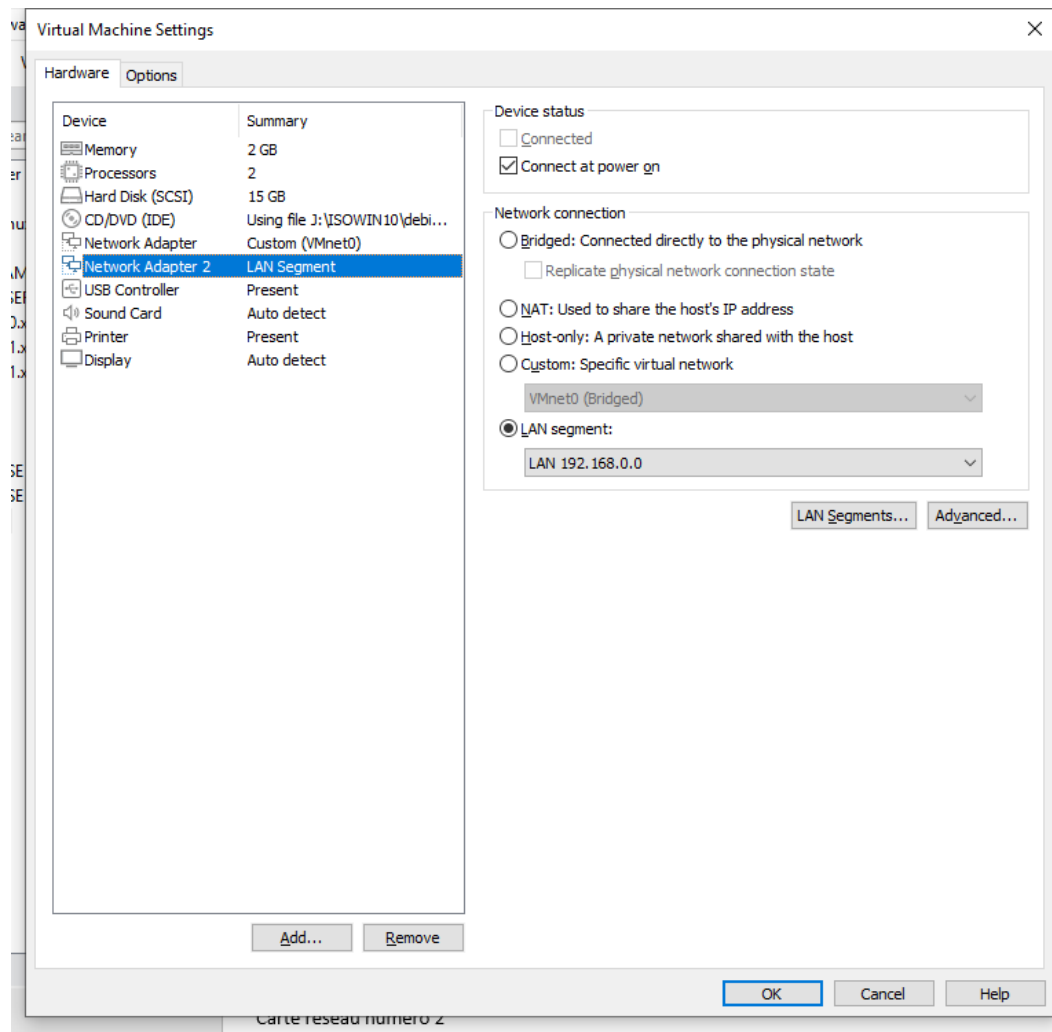 Virtual Machine Settings
Hardware Options
Device Summary
Memory 2 GB
Processors 2
Hard Disk (SCSI) 15 GB
CD/DVD (IDE) Using file J:\ISOWIN10\debi...
Network Adapter Custom (VMnet0)
Network Adapter 2 LAN Segment
USB Controller Present
Sound Card Auto detect
Printer Present
Display Auto detect
Add... Remove
Device status
Connected
Connect at power on
Network connection
Bridged: Connected directly to the physical network
Replicate physical network connection state
NAT: Used to share the host's IP address
Host-only: A private network shared with the host
Custom: Specific virtual network
VMnet0 (Bridged)
LAN segment:
LAN 192.168.0.0
LAN Segments... Advanced...
OK Cancel Help
Carte réseau numéro 2